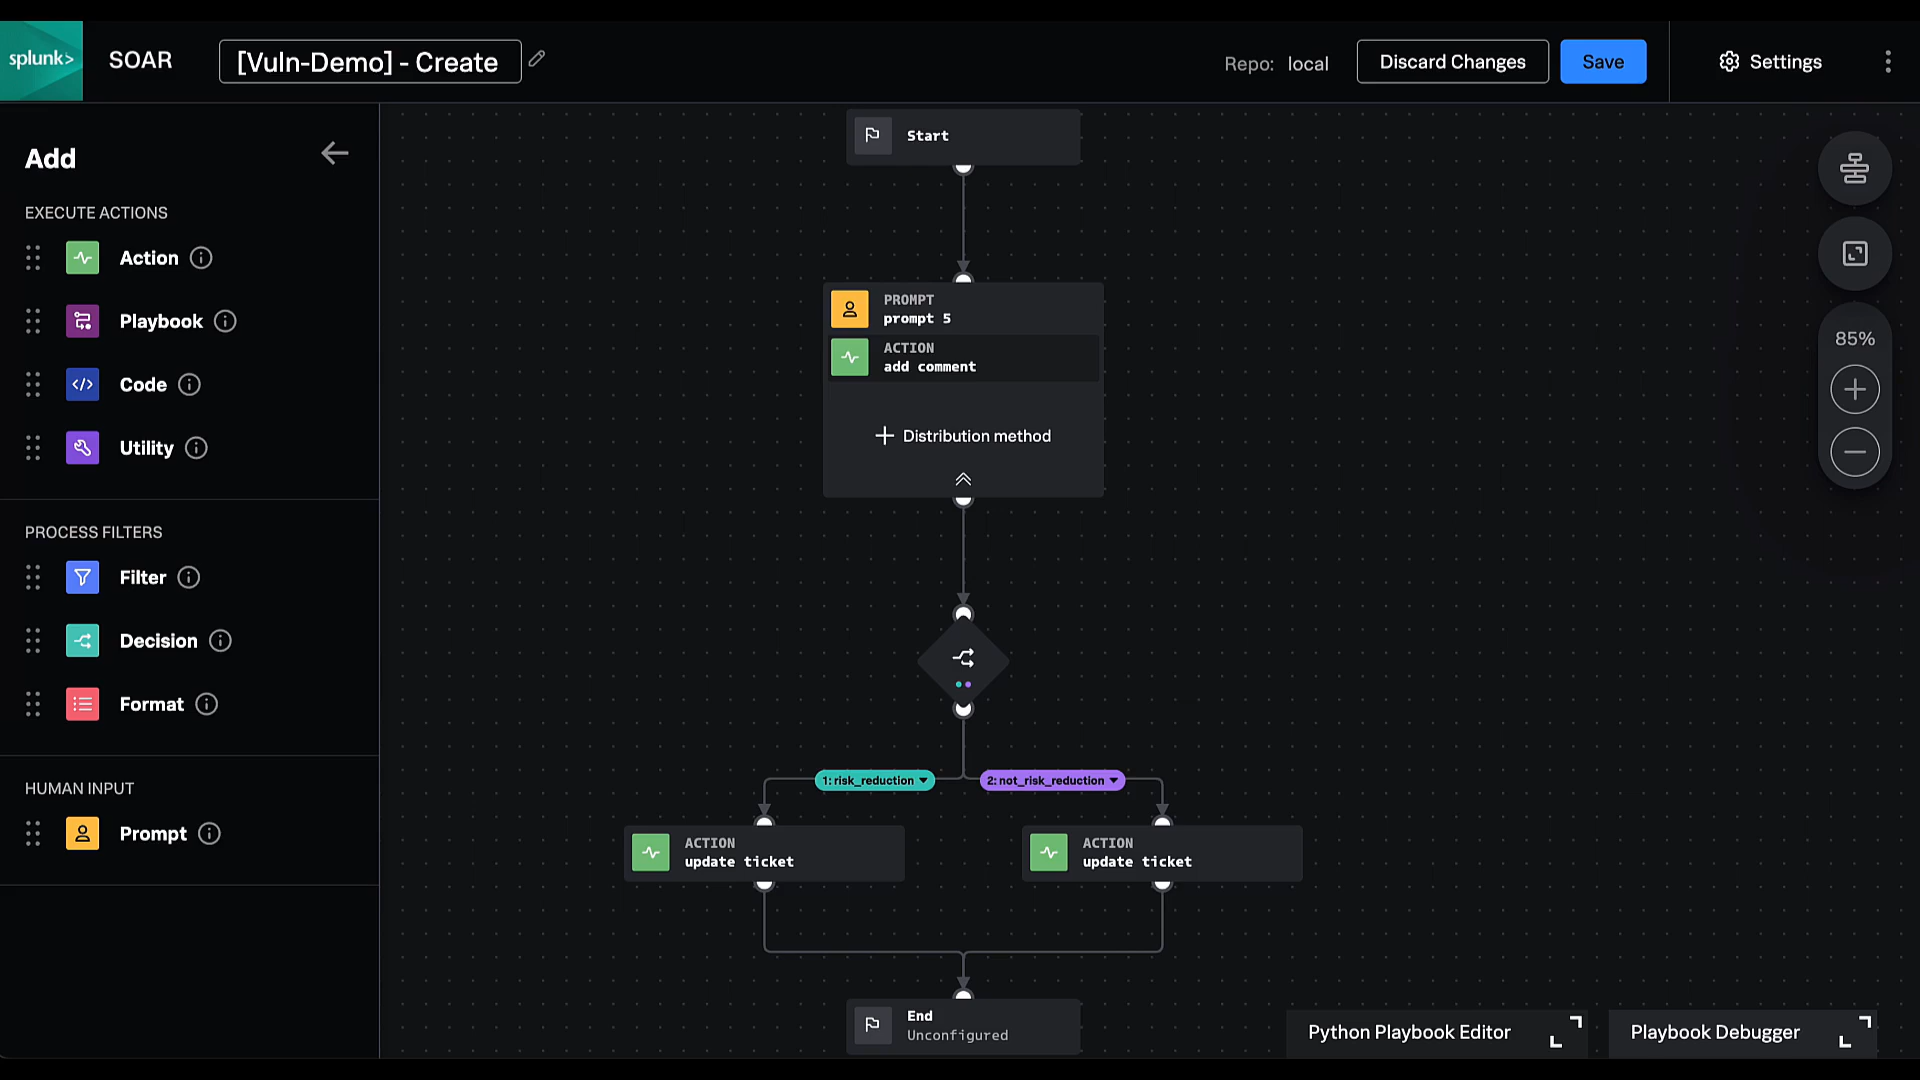 splunk> SOAR [Vuln-Demo] - Create Repo: local Discard Changes Save Settings
Add
EXECUTE ACTIONS
Action
Playbook
Code
Utility
PROCESS FILTERS
Filter
Decision
Format
HUMAN INPUT
Prompt
Start
PROMPT
prompt 5
ACTION
add comment
Distribution method
1: risk_reduction
2: not_risk_reduction
ACTION
update ticket
ACTION
update ticket
End
Unconfigured
85%
Python Playbook Editor
Playbook Debugger